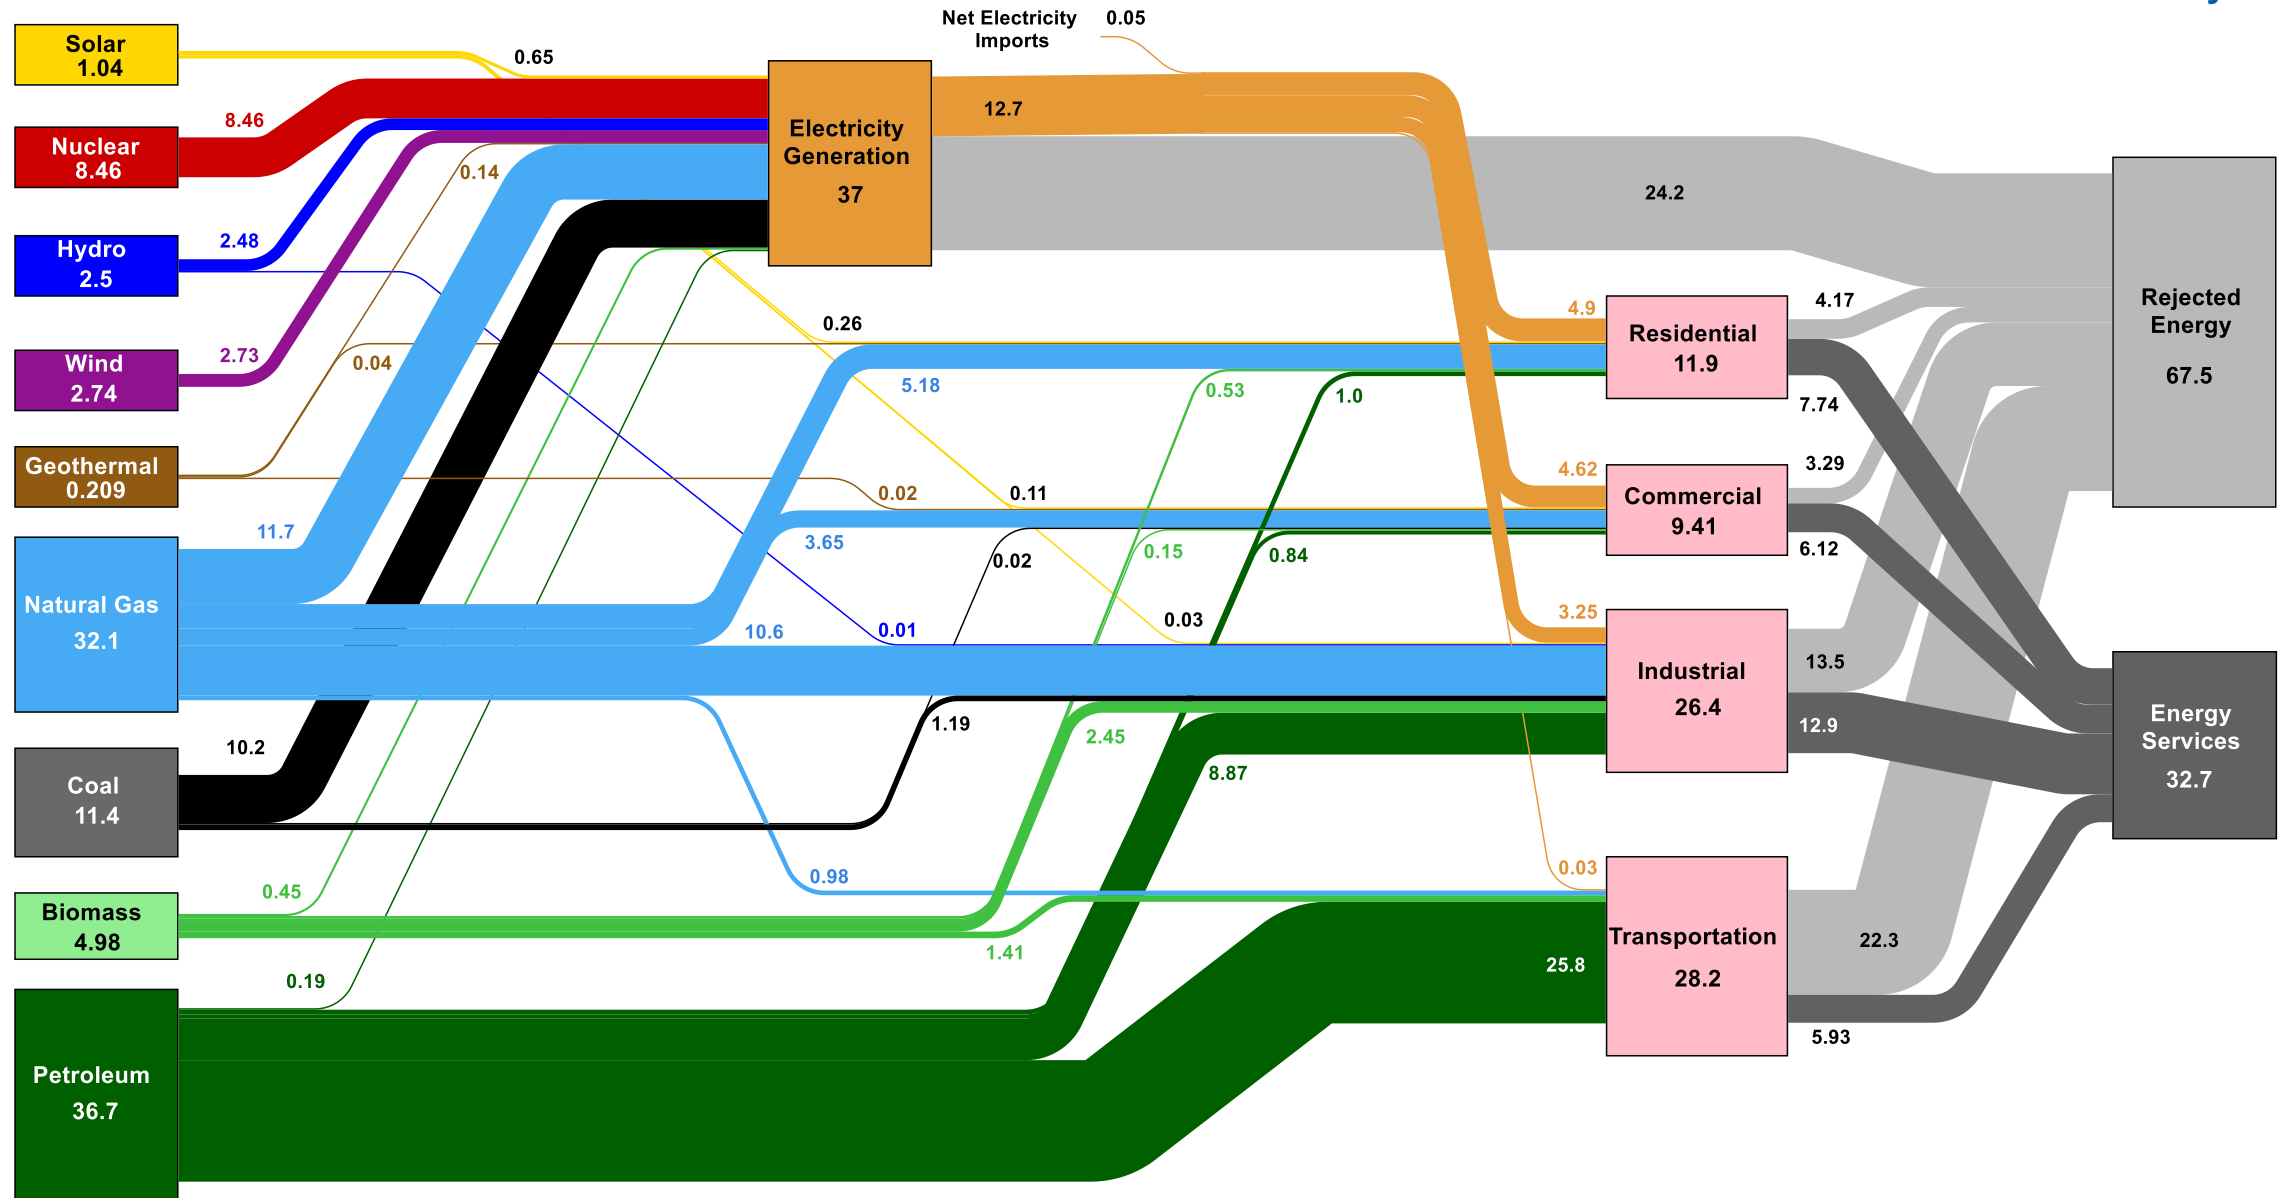 Solar
1.04
0.65
Net Electricity
Imports
0.05
Nuclear
8.46
8.46
Hydro
2.5
2.48
Wind
2.74
2.73
Geothermal
0.209
0.14
0.04
0.02
Natural Gas
32.1
11.7
5.18
3.65
10.6
0.98
Coal
11.4
10.2
0.02
1.19
Biomass
4.98
0.45
0.53
0.15
2.45
1.41
Petroleum
36.7
0.19
1.0
0.84
8.87
25.8
Electricity
Generation
37
12.7
24.2
0.26
0.11
0.03
0.01
4.9
4.62
3.25
0.03
Residential
11.9
4.17
7.74
Commercial
9.41
3.29
6.12
Industrial
26.4
13.5
12.9
Transportation
28.2
22.3
5.93
Rejected
Energy
67.5
Energy
Services
32.7